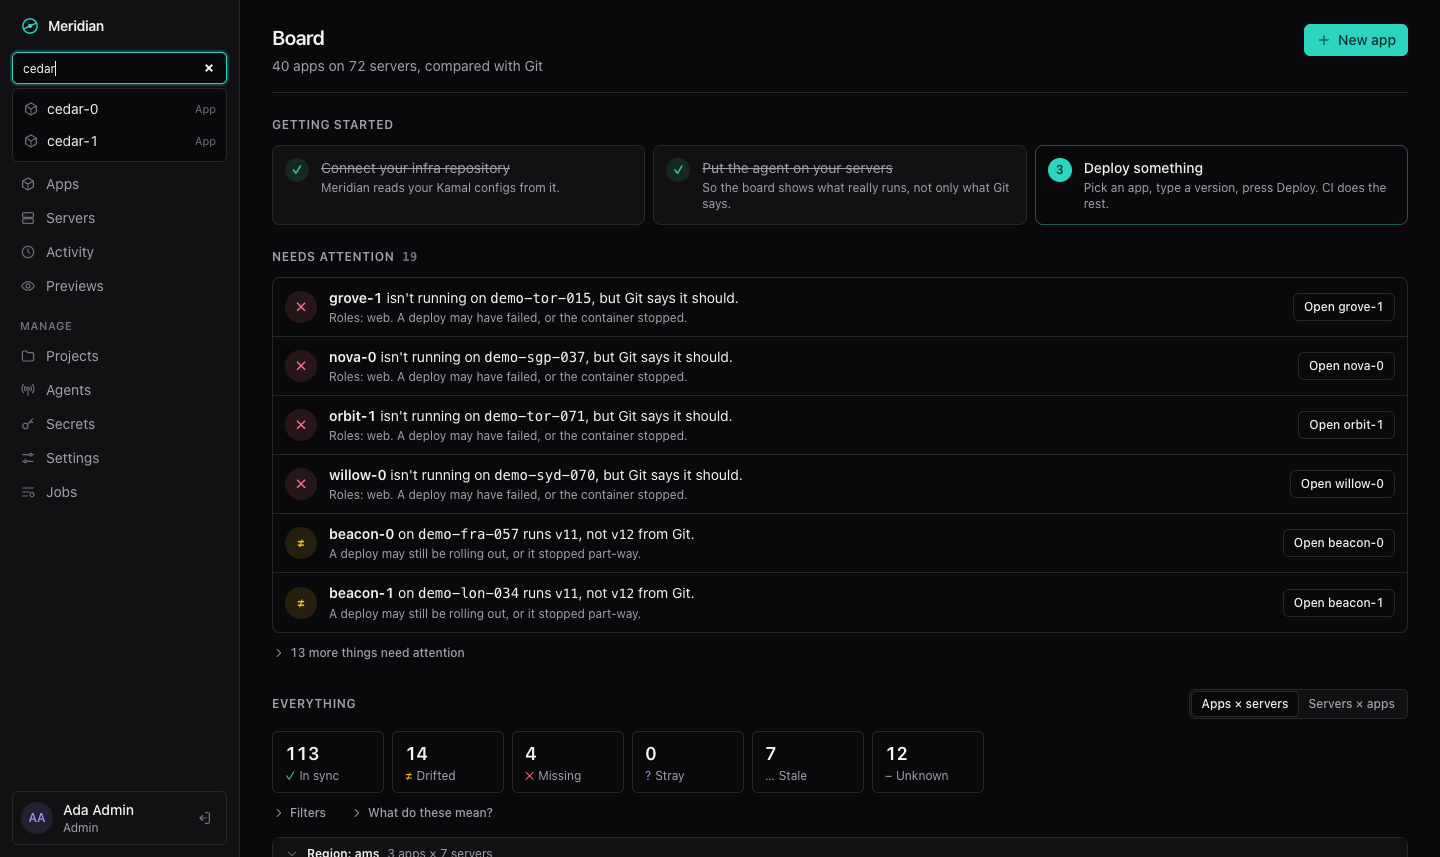 Meridian
cedar
cedar-0 App
cedar-1 App
Apps
Servers
Activity
Previews
MANAGE
Projects
Agents
Secrets
Settings
Jobs
AA
Ada Admin
Admin
Board
40 apps on 72 servers, compared with Git
+ New app
GETTING STARTED
Connect your infra repository
Meridian reads your Kamal configs from it.
Put the agent on your servers
So the board shows what really runs, not only what Git
says.
3
Deploy something
Pick an app, type a version, press Deploy. CI does the
rest.
NEEDS ATTENTION 19
grove-1 isn't running on demo-tor-015, but Git says it should.
Roles: web. A deploy may have failed, or the container stopped.
Open grove-1
nova-0 isn't running on demo-sgp-037, but Git says it should.
Roles: web. A deploy may have failed, or the container stopped.
Open nova-0
orbit-1 isn't running on demo-tor-071, but Git says it should.
Roles: web. A deploy may have failed, or the container stopped.
Open orbit-1
willow-0 isn't running on demo-syd-070, but Git says it should.
Roles: web. A deploy may have failed, or the container stopped.
Open willow-0
≠
beacon-0 on demo-fra-057 runs v11, not v12 from Git.
A deploy may still be rolling out, or it stopped part-way.
Open beacon-0
≠
beacon-1 on demo-lon-034 runs v11, not v12 from Git.
A deploy may still be rolling out, or it stopped part-way.
Open beacon-1
13 more things need attention
EVERYTHING
Apps × servers Servers × apps
113
In sync
14
≠ Drifted
4
Missing
0
? Stray
7
… Stale
12
– Unknown
Filters
What do these mean?
Region: ams 3 apps × 7 servers